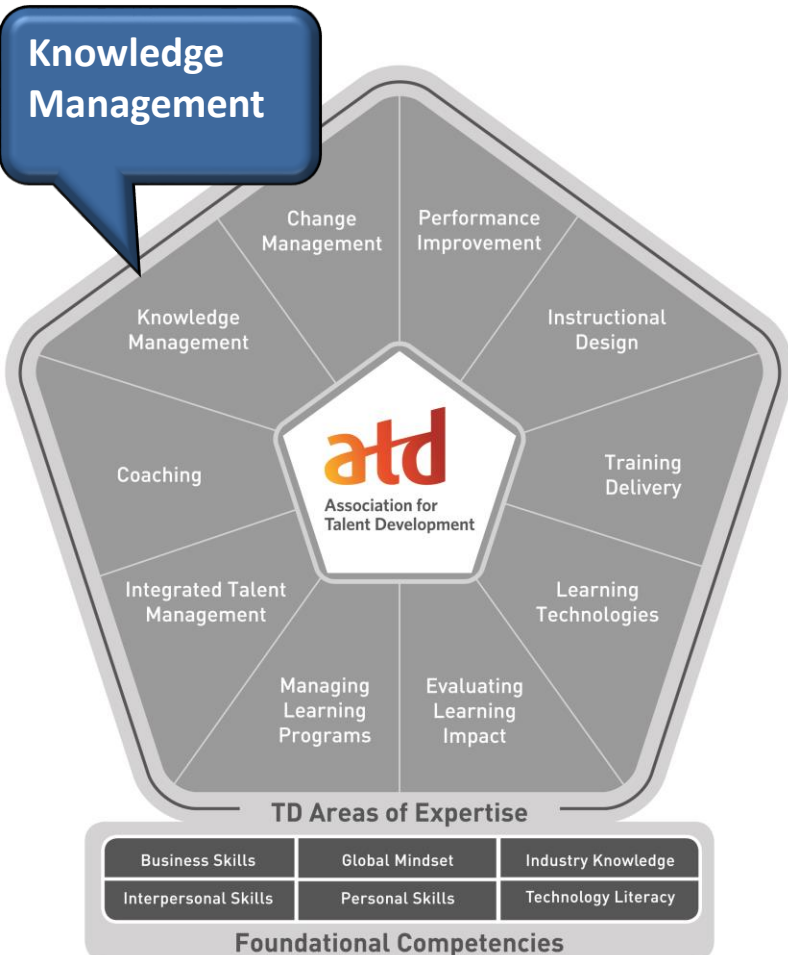 Knowledge
Management
Change
Management
Performance
Improvement
Knowledge
Management
Instructional
Design
Coaching
atd
Association for
Talent Development
Training
Delivery
Integrated Talent
Management
Learning
Technologies
Managing
Learning
Programs
Evaluating
Learning
Impact
TD Areas of Expertise
Business Skills
Global Mindset
Industry Knowledge
Interpersonal Skills
Personal Skills
Technology Literacy
Foundational Competencies